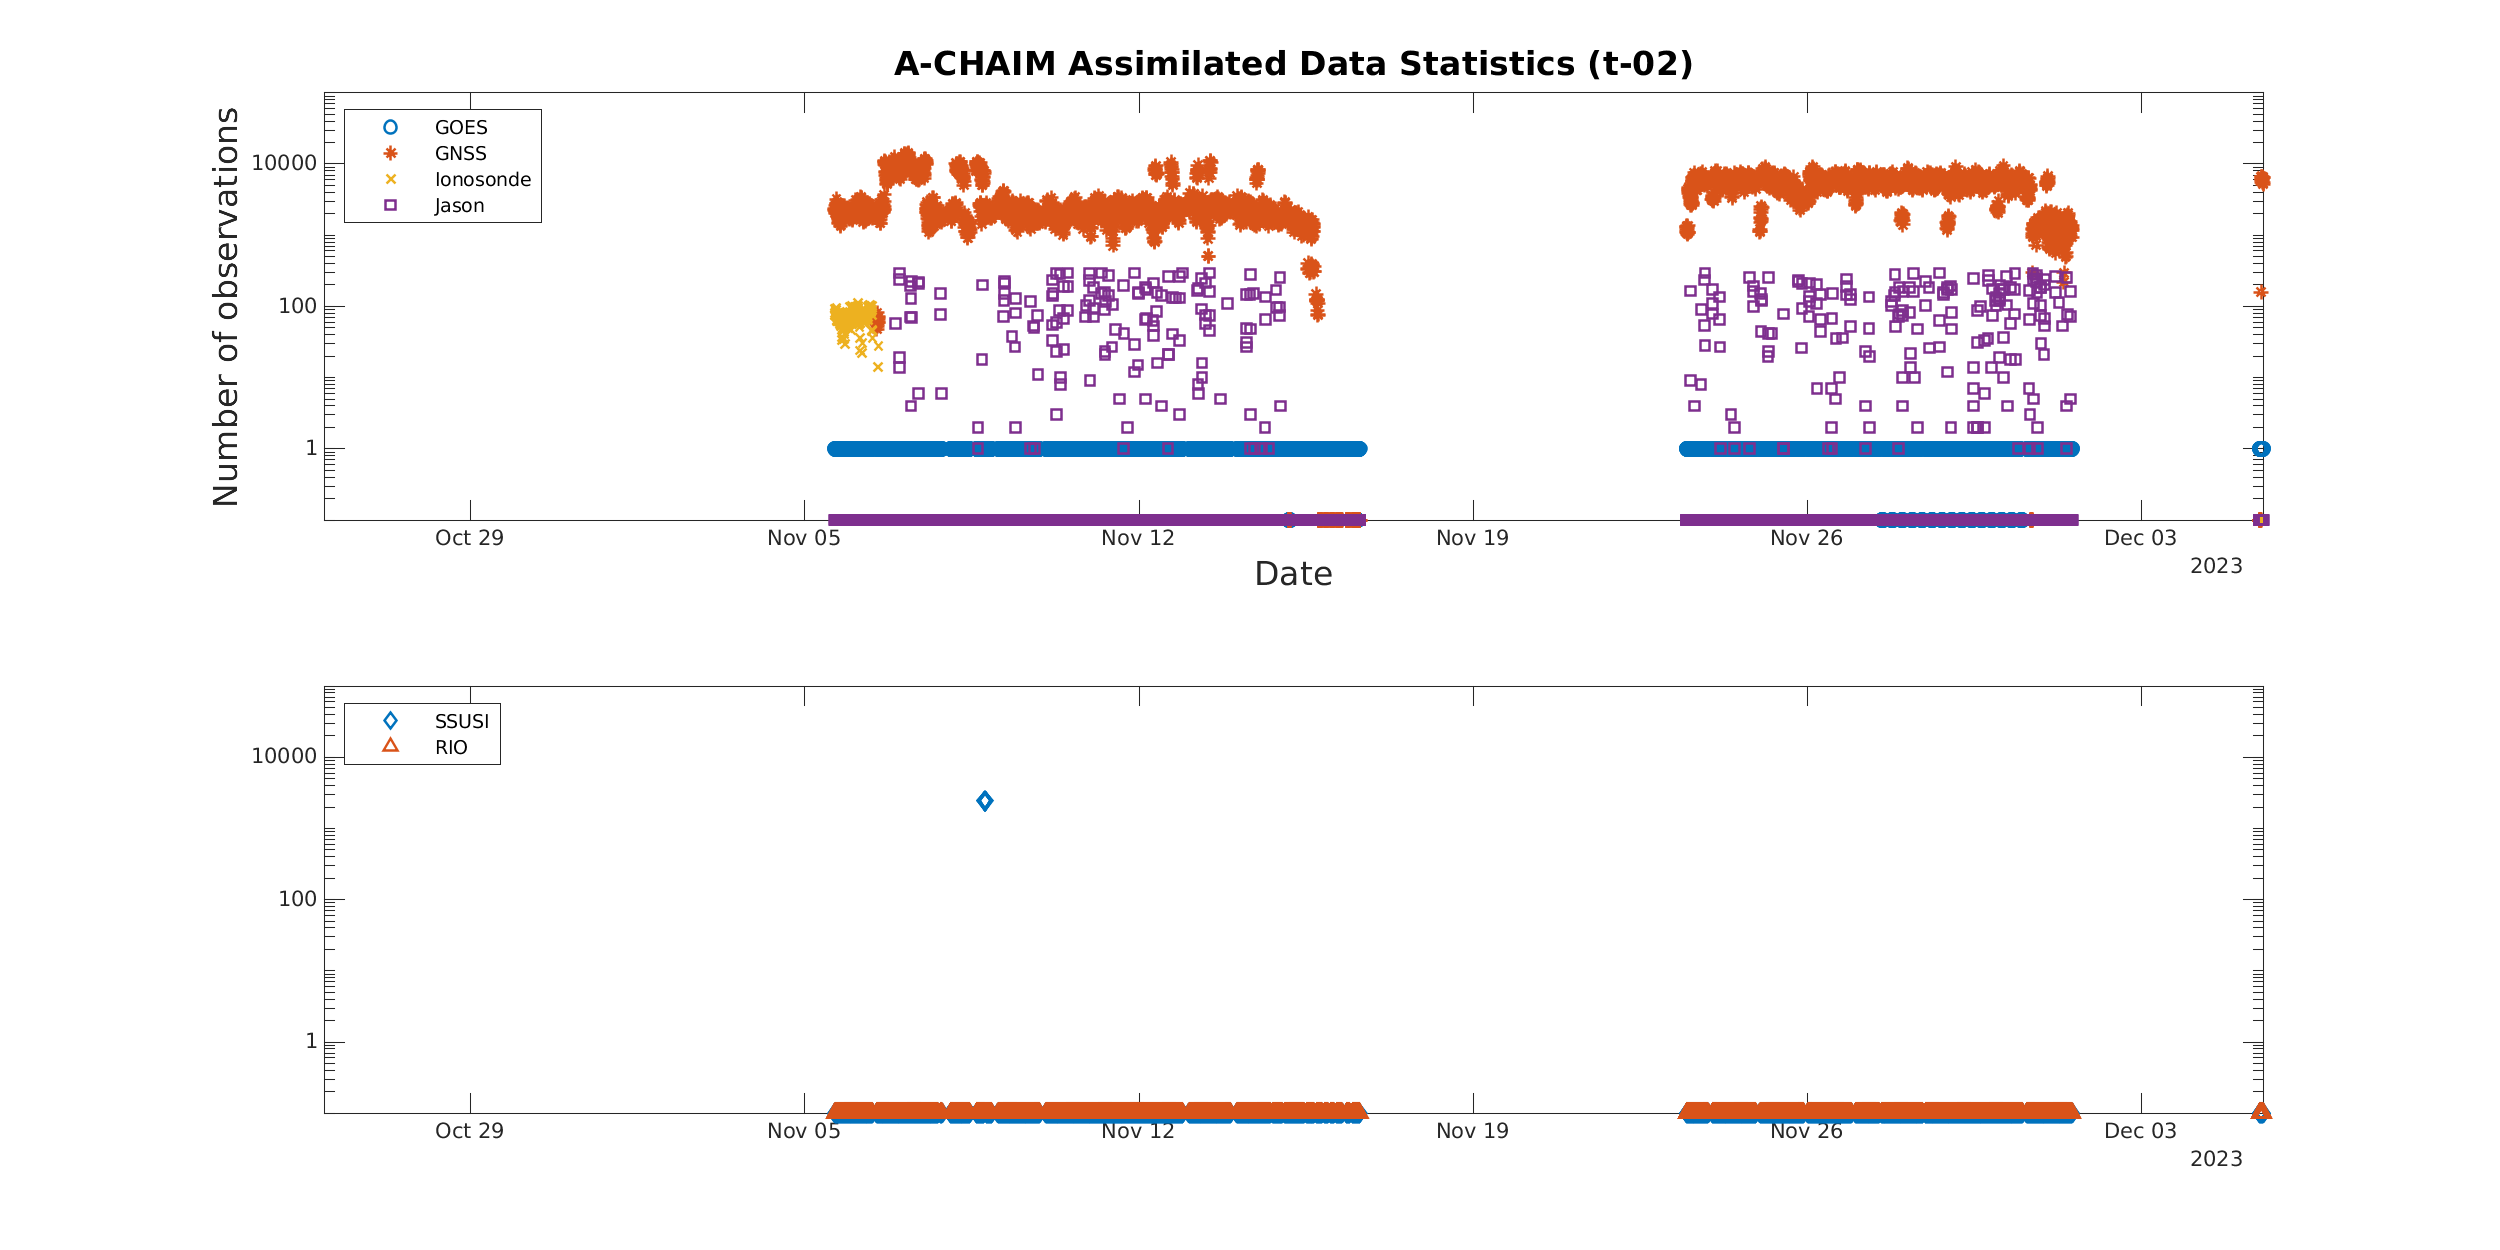 A-CHAIM Assimilated Data Statistics (t-02)
Number of observations
10000
100
1
GOES
GNSS
Ionosonde
Jason
Oct 29 Nov 05 Nov 12 Nov 19 Nov 26 Dec 03
2023
Date
10000
100
1
SSUSI
RIO
Oct 29 Nov 05 Nov 12 Nov 19 Nov 26 Dec 03
2023